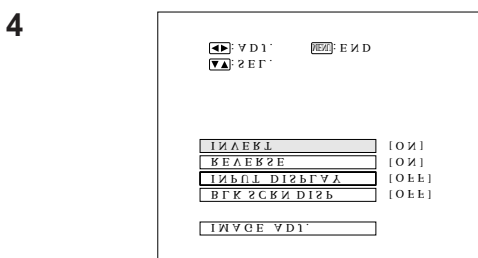 4
◀▶: ADJ. MENU: END
▼▲: SEL.
INVERT [ON]
REVERSE [ON]
INPUT DISPLAY [OFF]
BLK SCRN DISP [OFF]
IMAGE ADJ.